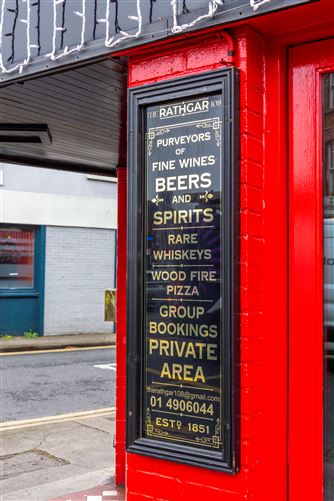 THE RATHGAR 108
PURVEYORS
OF
FINE WINES
BEERS
AND
SPIRITS
RARE
WHISKEYS
WOOD FIRE
PIZZA
GROUP
BOOKINGS
PRIVATE
AREA
therathgar108@gmail.com
01 4906044
ESTD 1851